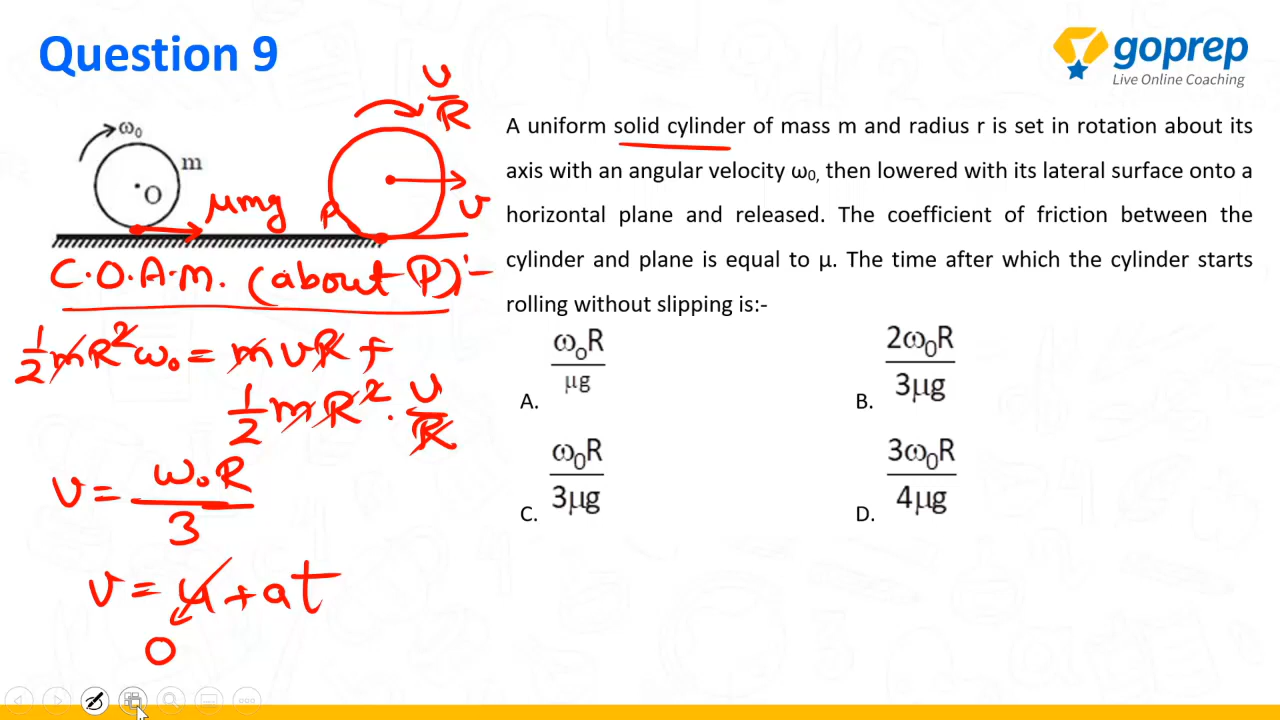 Question 9
goprep
Live Online Coaching
ω₀
m
O
μmg
v/R
v
P
A uniform solid cylinder of mass m and radius r is set in rotation about its
axis with an angular velocity ω₀, then lowered with its lateral surface onto a
horizontal plane and released. The coefficient of friction between the
cylinder and plane is equal to μ. The time after which the cylinder starts
rolling without slipping is:-
A. ω₀R/μg
B. 2ω₀R/3μg
C. ω₀R/3μg
D. 3ω₀R/4μg
C.O.A.M. (about P):-
1/2 mR²ω₀ = mvR +
1/2 mR² · v/R
v = ω₀R/3
v = u + at
0